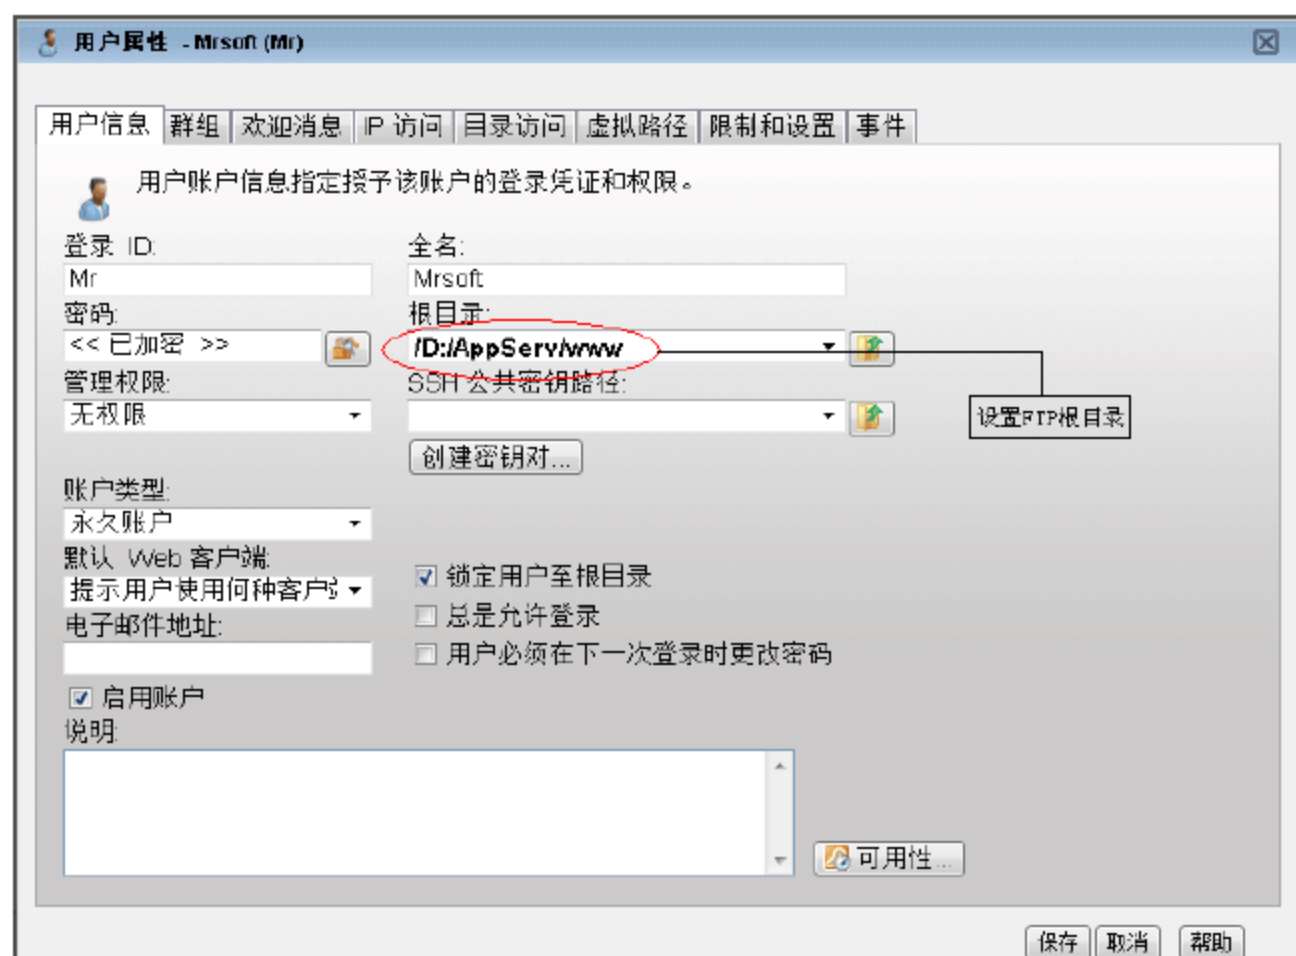 用户属性 - Mrsoft (Mr)
用户信息 群组 欢迎消息 IP 访问 目录访问 虚拟路径 限制和设置 事件
用户账户信息指定授予该账户的登录凭证和权限。
登录 ID: 全名:
Mr Mrsoft
密码: 根目录:
<< 已加密 >> /D:/AppServ/www
管理权限: SSH 公共密钥路径:
无权限 设置FTP根目录
创建密钥对...
账户类型:
永久账户
默认 Web 客户端:
锁定用户至根目录
提示用户使用何种客户
总是允许登录
电子邮件地址:
用户必须在下一次登录时更改密码
启用账户
说明:
可用性...
保存 取消 帮助